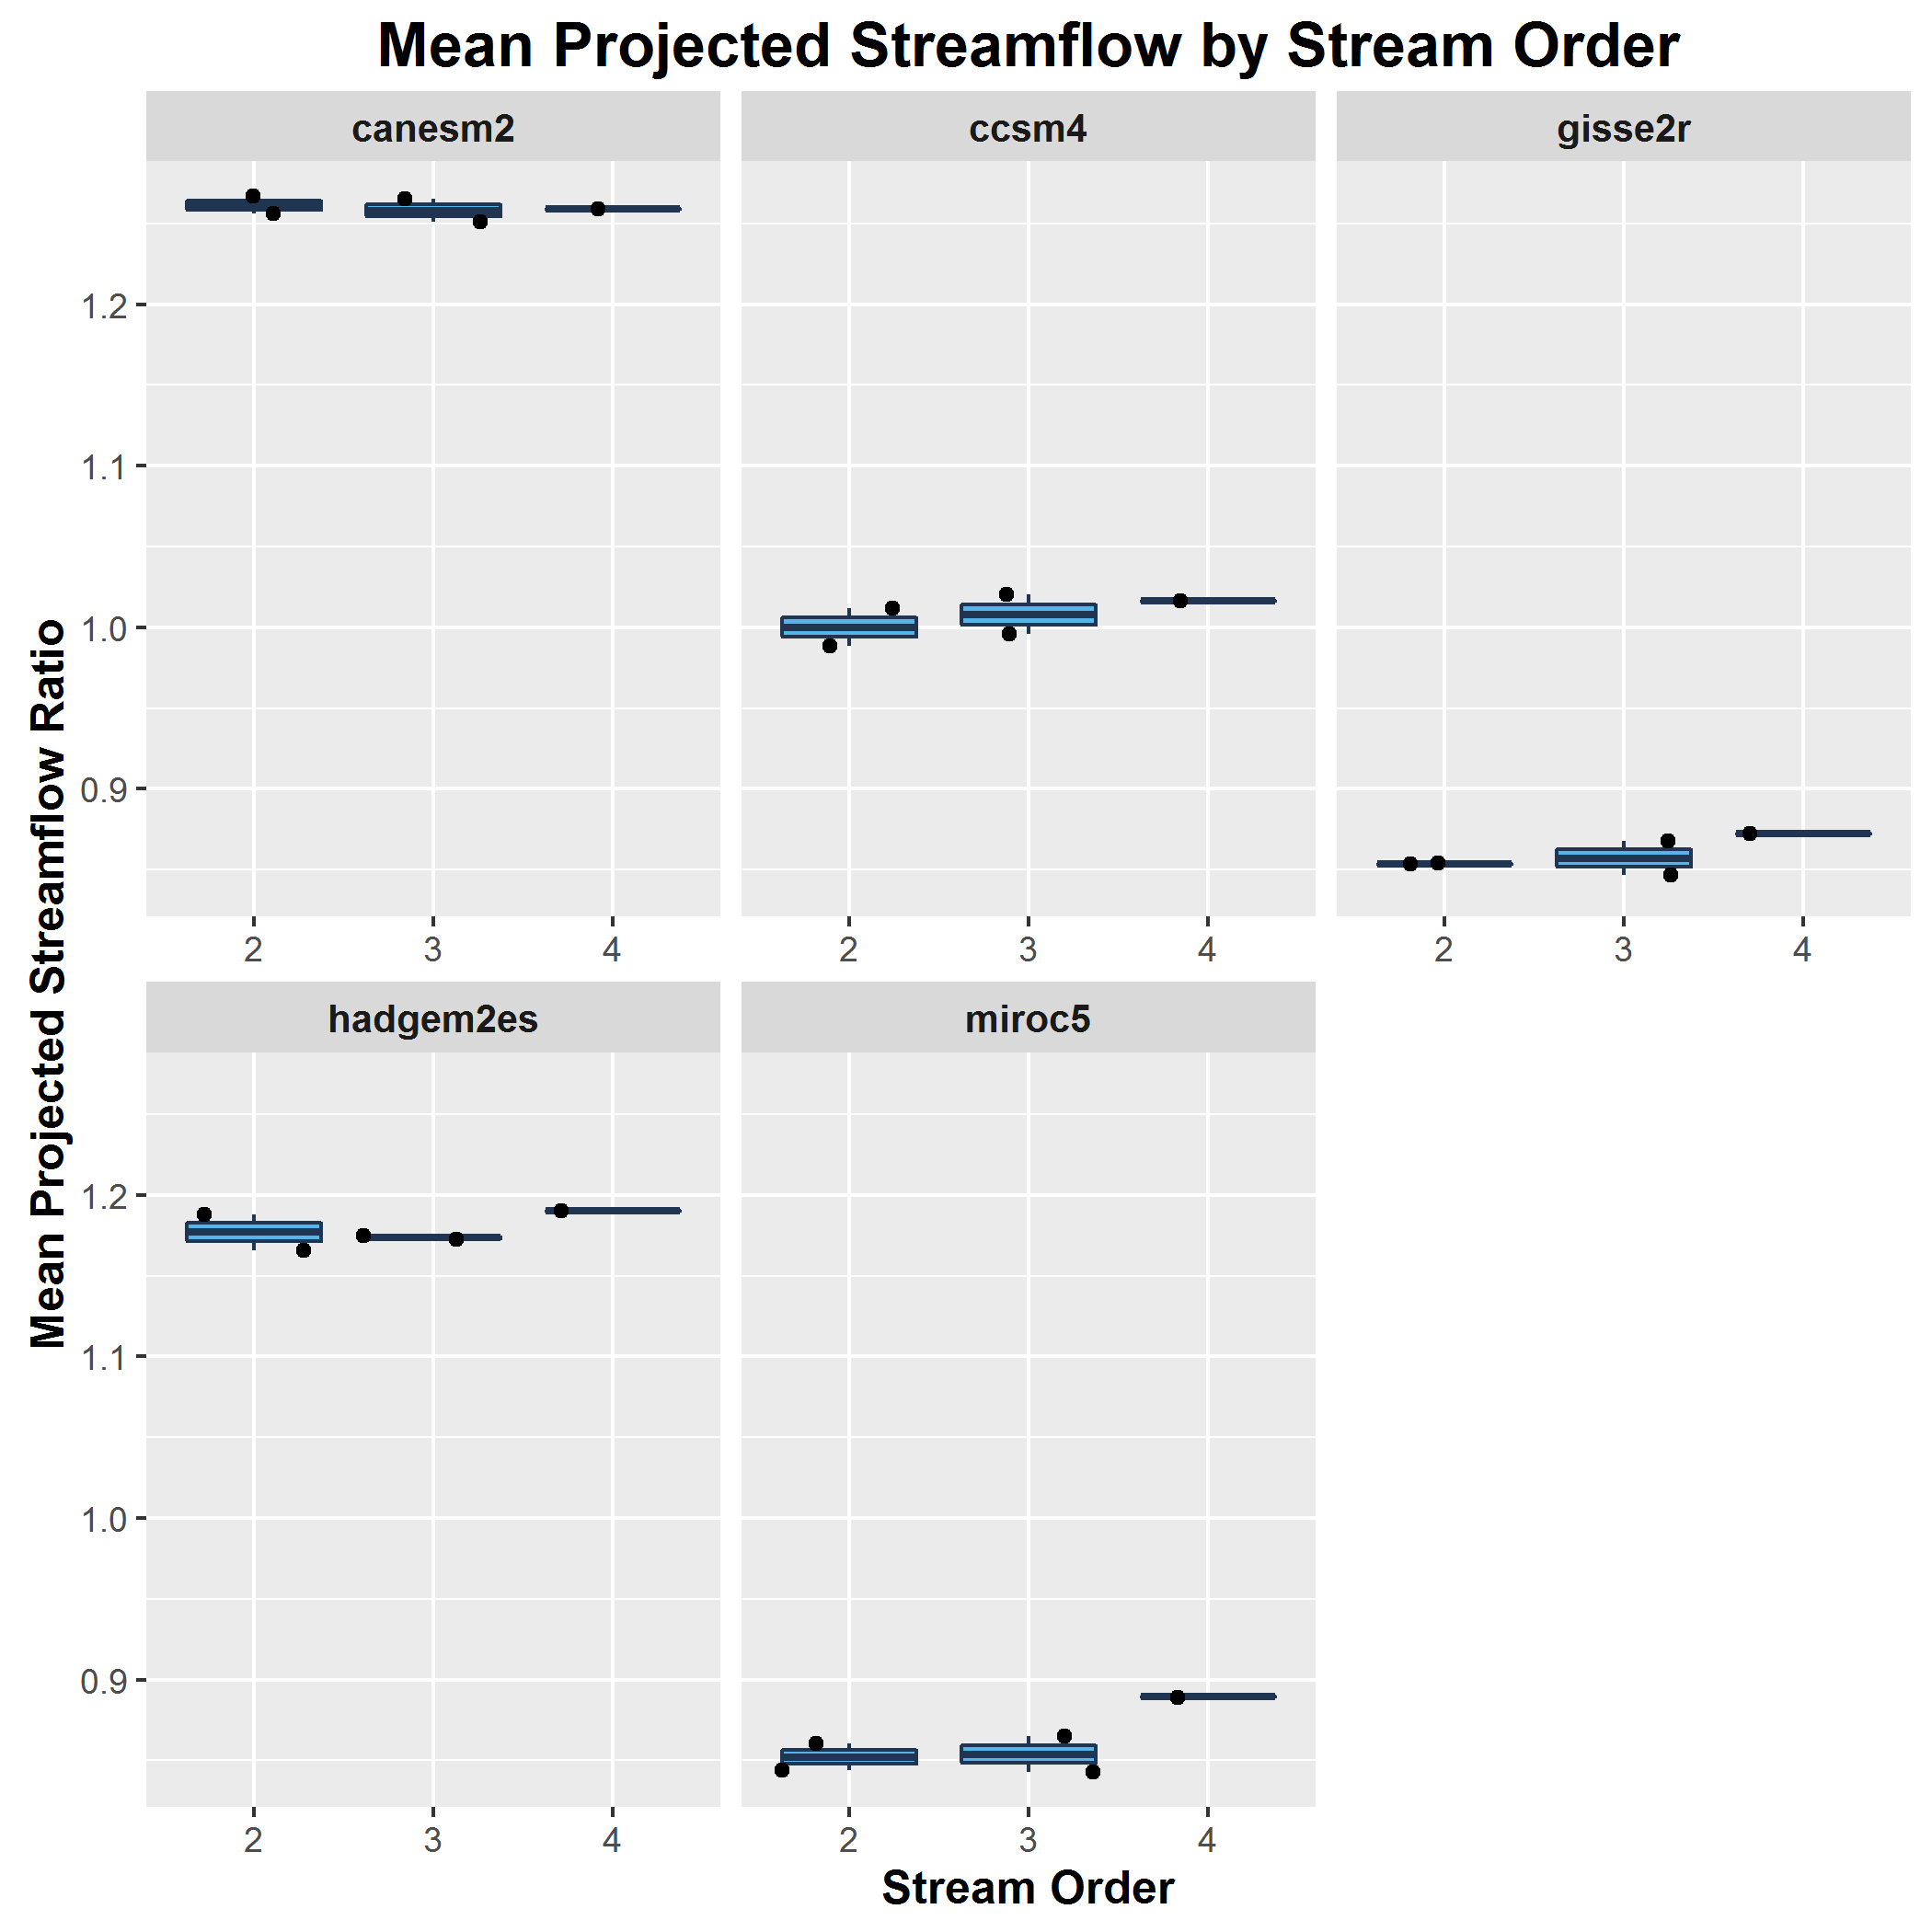 Mean Projected Streamflow by Stream Order
canesm2
ccsm4
gisse2r
1.2
1.1
1.0
0.9
2 3 4
2 3 4
2 3 4
hadgem2es
miroc5
1.2
1.1
1.0
0.9
2 3 4
2 3 4
Mean Projected Streamflow Ratio
Stream Order